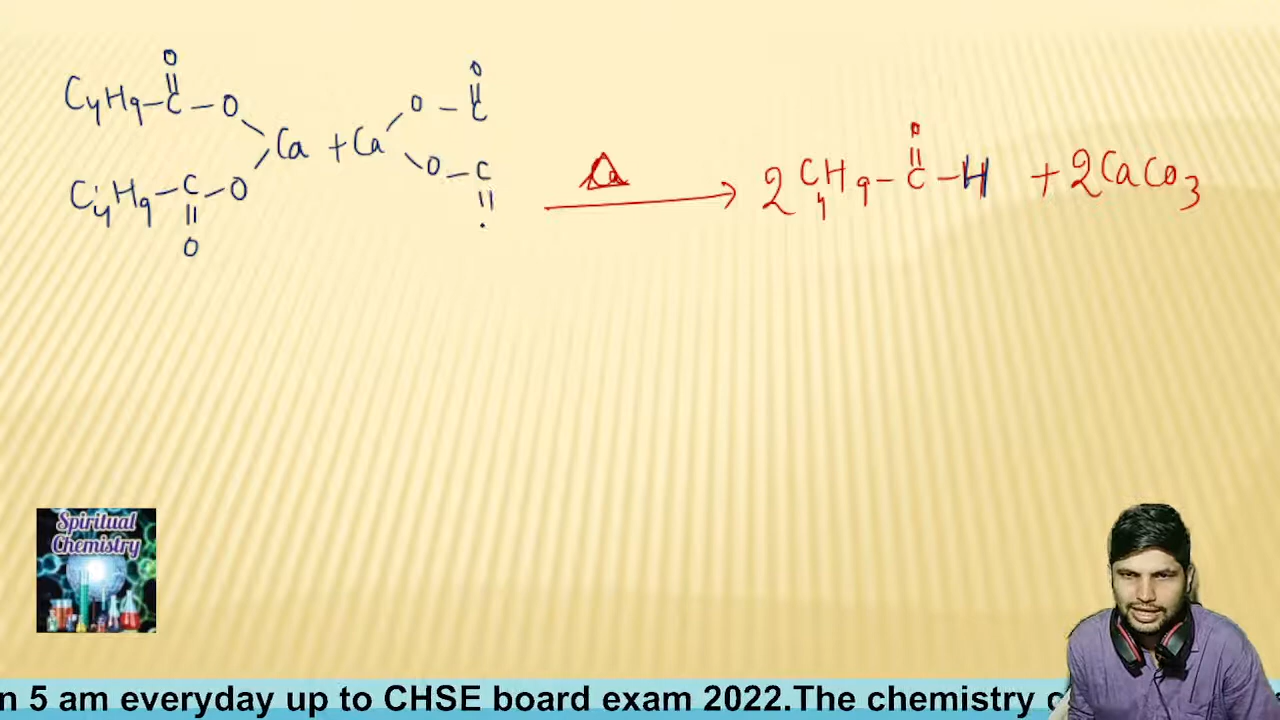 O O
C4H9-C-O Ca + Ca O-C O
C4H9-C-O O-C Δ 2C4H9-C-H + 2CaCO3
O
Spiritual
Chemistry
n 5 am everyday up to CHSE board exam 2022.The chemistry c